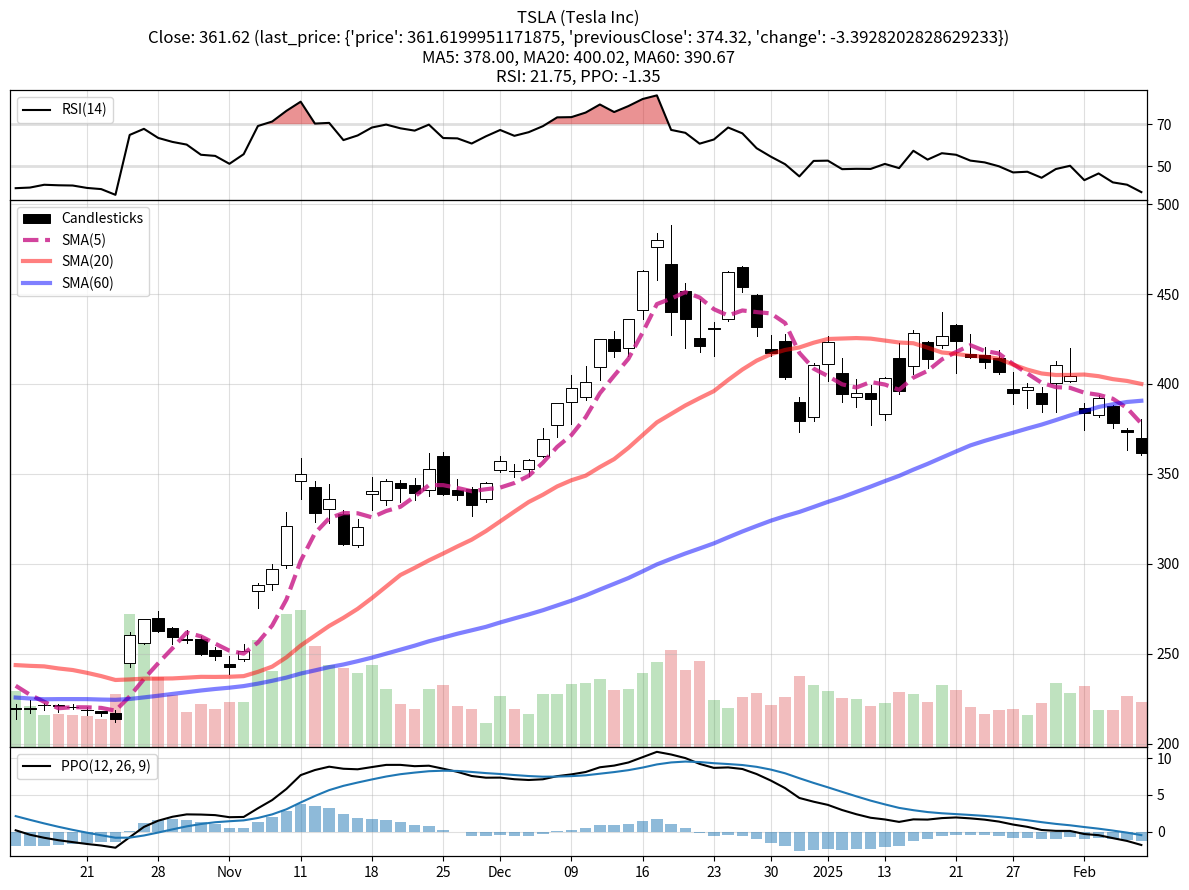 TSLA (Tesla Inc)
Close: 361.62 (last_price: {'price': 361.6199951171875, 'previousClose': 374.32, 'change': -3.3928202828629233})
MA5: 378.00, MA20: 400.02, MA60: 390.67
RSI: 21.75, PPO: -1.35
RSI(14)
70
50
Candlesticks
SMA(5)
SMA(20)
SMA(60)
500
450
400
350
300
250
200
PPO(12, 26, 9)
10
5
0
21 28 Nov 11 18 25 Dec 09 16 23 30 2025 13 21 27 Feb